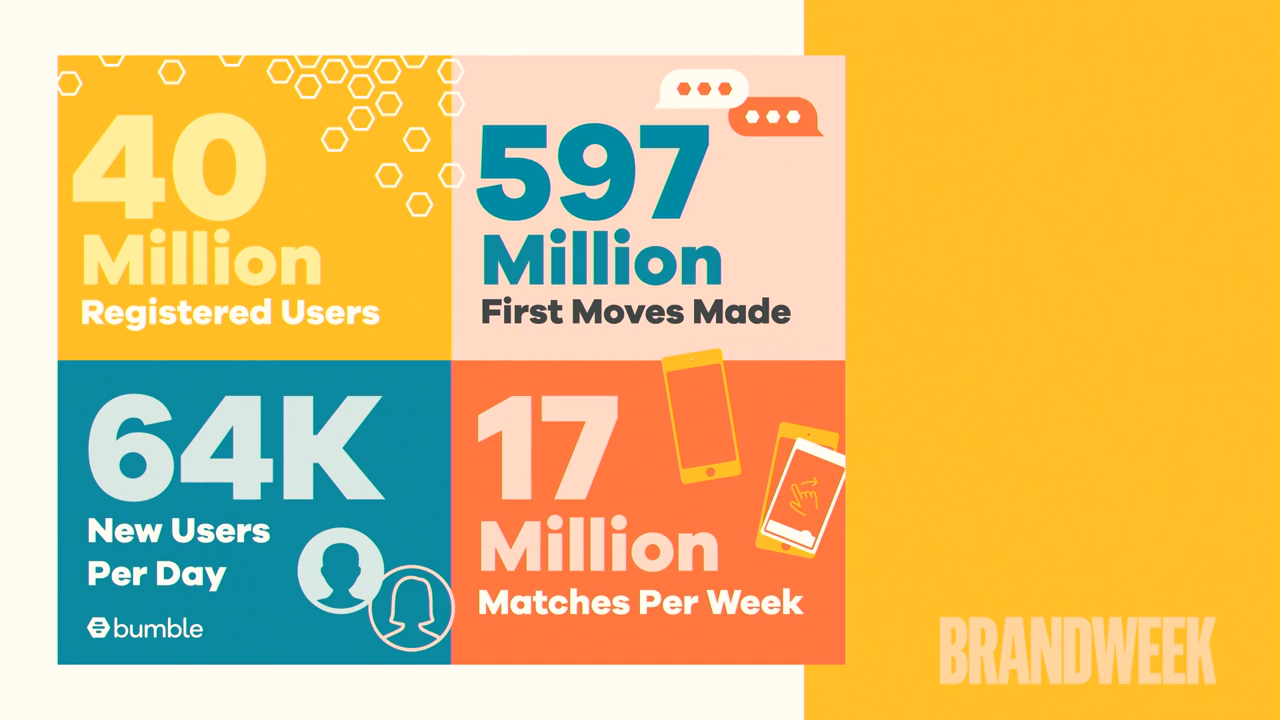 40
Million
Registered Users
597
Million
First Moves Made
64K
New Users
Per Day
bumble
17
Million
Matches Per Week
BRANDWEEK